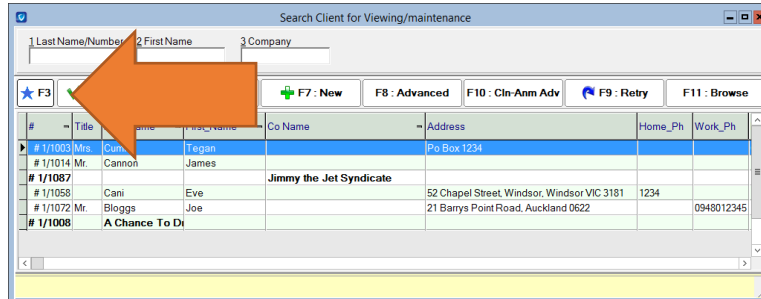 Search Client for Viewing/maintenance
1 Last Name/Number 2 First Name 3 Company
F3 F7 : New F8 : Advanced F10 : Cln-Anm Adv F9 : Retry F11 : Browse
# Title First_Name Co Name Address Home_Ph Work_Ph
# 1/1003 Mrs. Tegan Po Box 1234
# 1/1014 Mr. Cannon James
# 1/1087 Jimmy the Jet Syndicate
# 1/1058 Cani Eve 52 Chapel Street, Windsor, Windsor VIC 3181 1234
# 1/1072 Mr. Bloggs Joe 21 Barrys Point Road, Auckland 0622 0948012345
# 1/1008 A Chance To